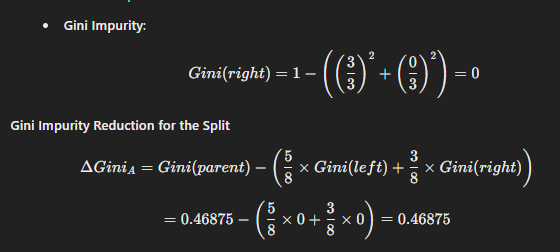 • Gini Impurity:
Gini(right) = 1 − ((3/3)² + (0/3)²) = 0
Gini Impurity Reduction for the Split
ΔGini_A = Gini(parent) − (5/8 × Gini(left) + 3/8 × Gini(right))
= 0.46875 − (5/8 × 0 + 3/8 × 0) = 0.46875